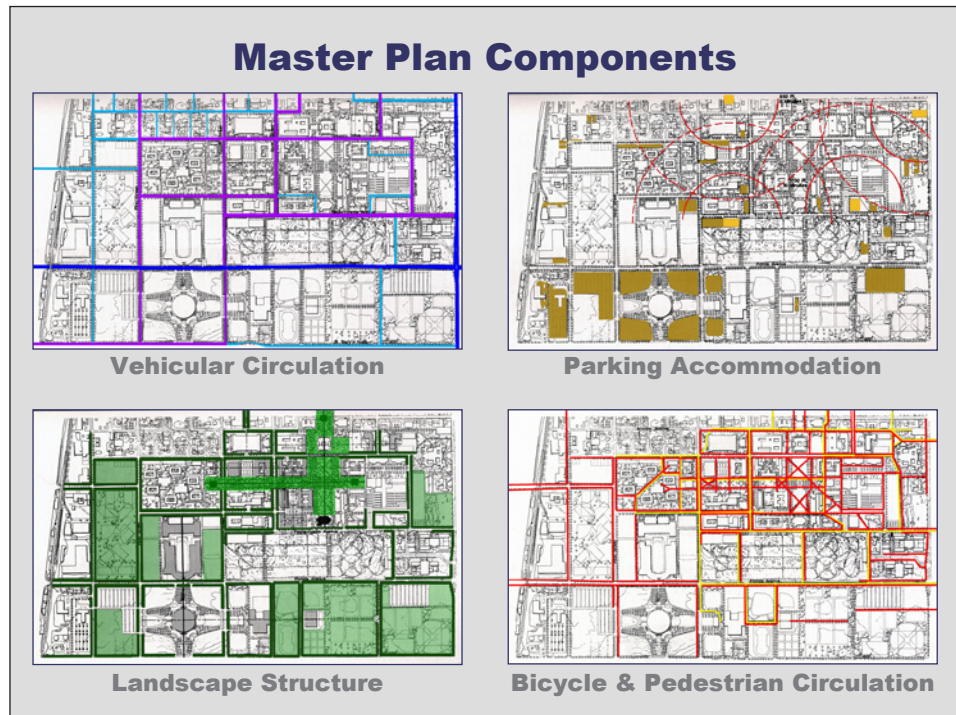 Master Plan Components
Vehicular Circulation
Parking Accommodation
Landscape Structure
Bicycle & Pedestrian Circulation